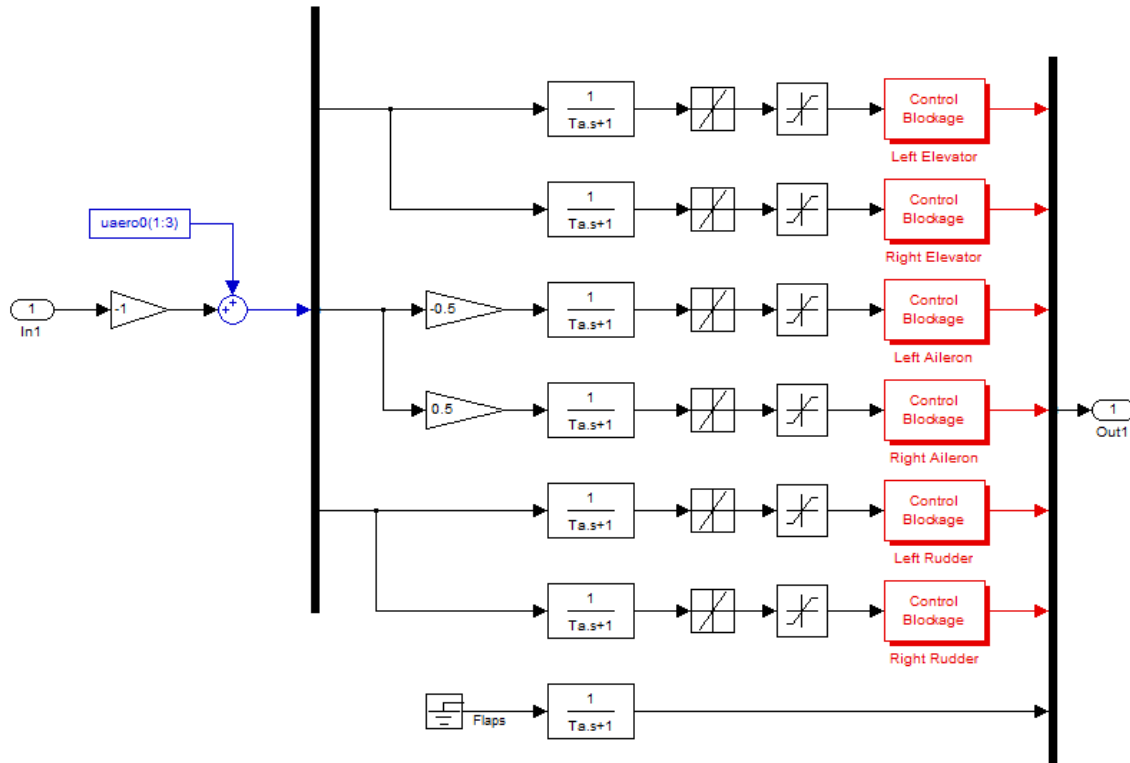 1
Ta.s+1
Control
Blockage
Left Elevator
1
Ta.s+1
Control
Blockage
Right Elevator
uaero0(1:3)
1
In1
-1
++
-0.5
1
Ta.s+1
Control
Blockage
Left Aileron
0.5
1
Ta.s+1
Control
Blockage
Right Aileron
1
Out1
1
Ta.s+1
Control
Blockage
Left Rudder
1
Ta.s+1
Control
Blockage
Right Rudder
Flaps
1
Ta.s+1